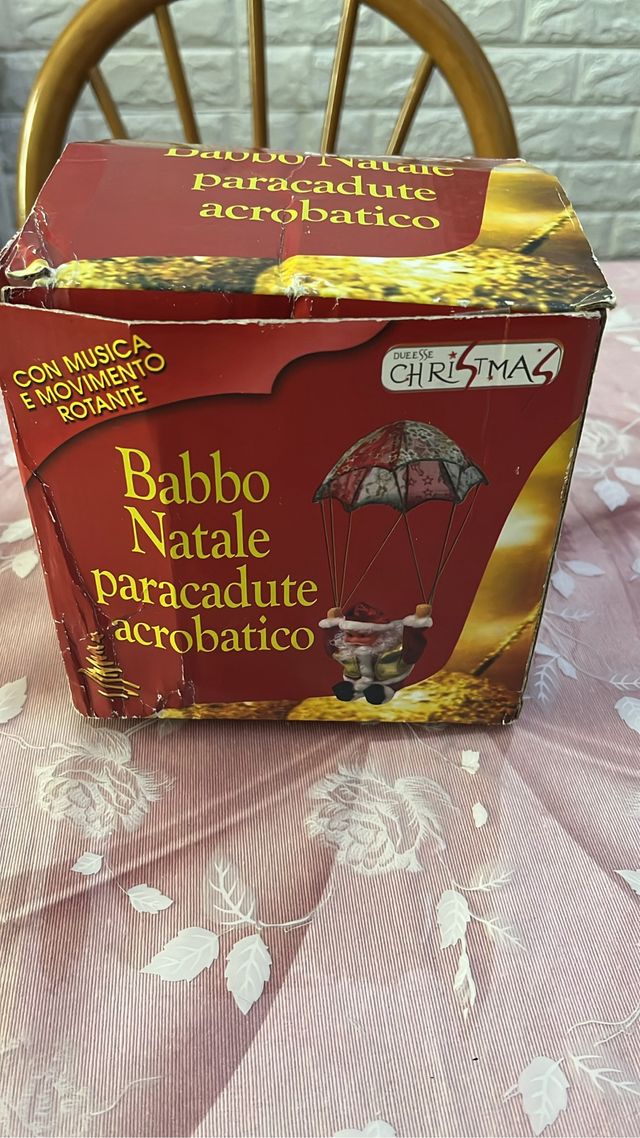 Babbo Natale
paracadute
acrobatico
CON MUSICA
E MOVIMENTO
ROTANTE
DUEESSE
CHRISTMAS
Babbo
Natale
paracadute
acrobatico